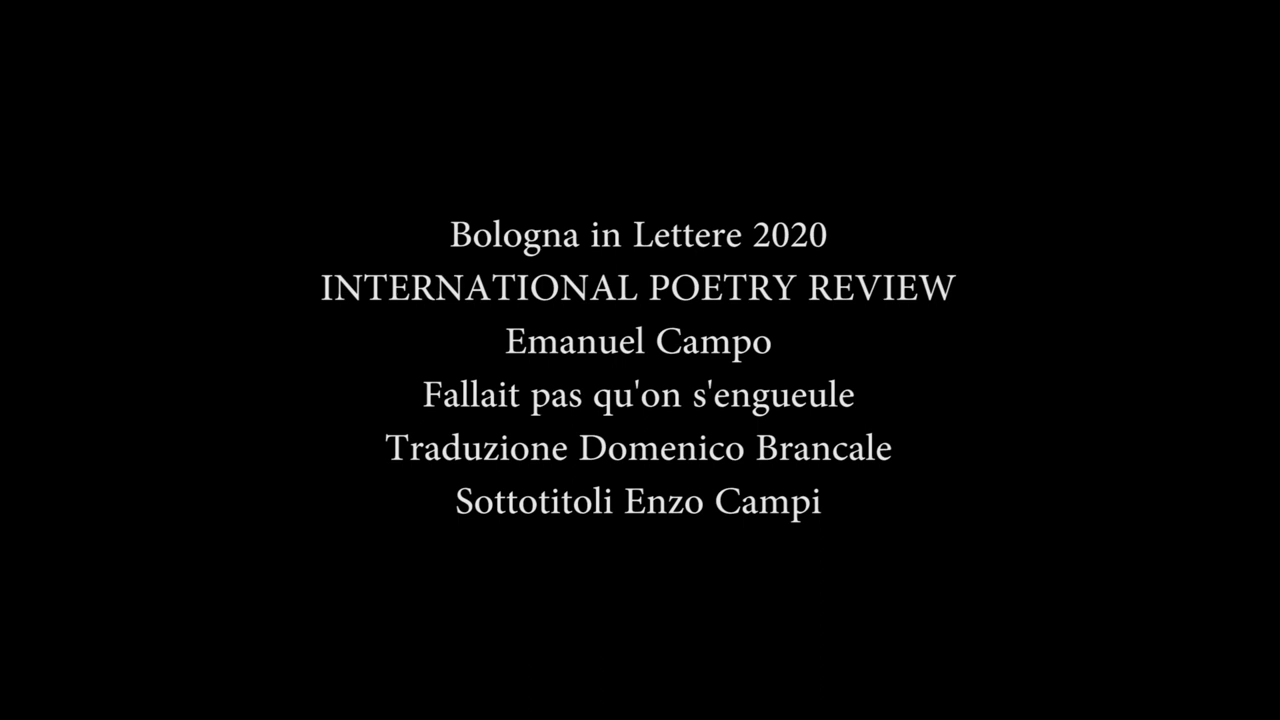 Bologna in Lettere 2020
INTERNATIONAL POETRY REVIEW
Emanuel Campo
Fallait pas qu'on s'engueule
Traduzione Domenico Brancale
Sottotitoli Enzo Campi